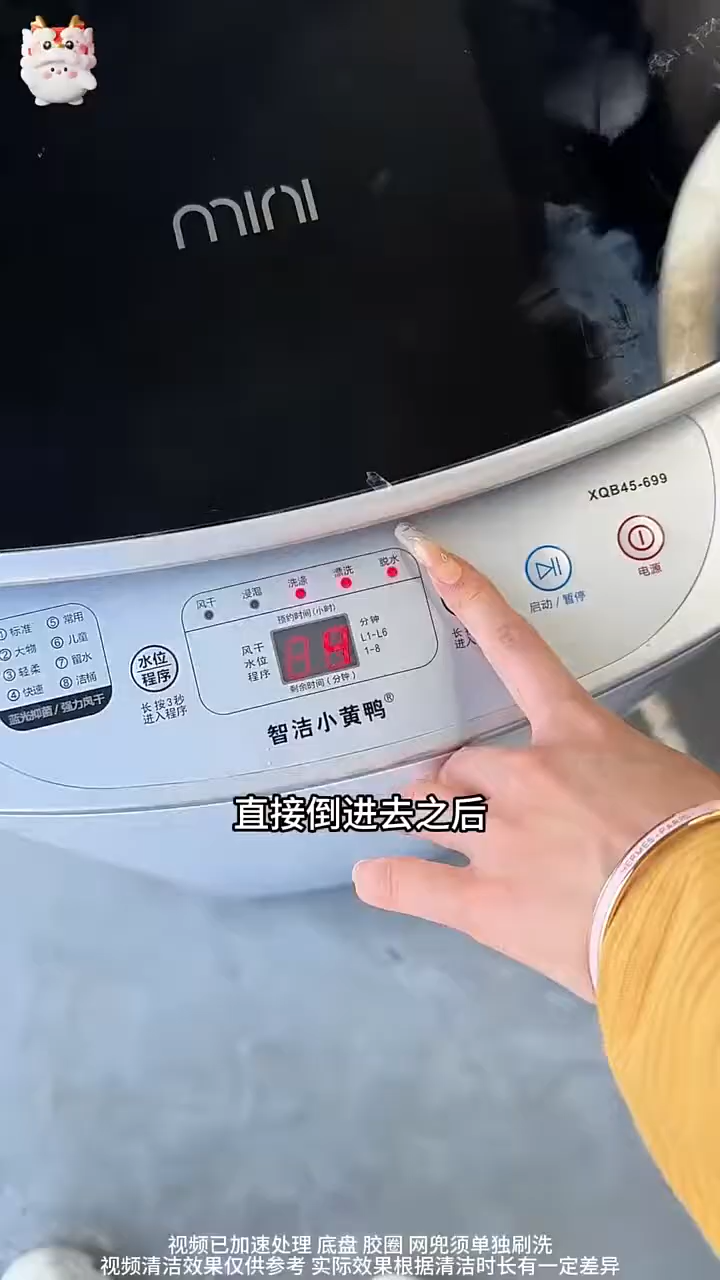 mini
XQB45-699
电源
启动/暂停
风干 浸泡 洗涤 漂洗 脱水
预约时间(小时)
风干
水位
程序
分钟
L1-L6
1-8
剩余时间(分钟)
①标准 ⑤常用
②大物 ⑥儿童
③轻柔 ⑦留水
④快速 ⑧洁桶
蓝光抑菌/强力风干
水位
程序
长按3秒
进入程序
长按
进入
智洁小黄鸭®
直接倒进去之后
视频已加速处理 底盘 胶圈 网兜须单独刷洗
视频清洁效果仅供参考 实际效果根据清洁时长有一定差异